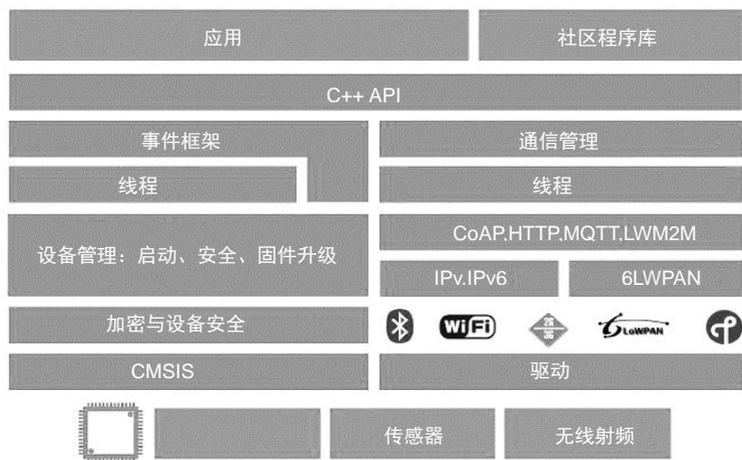 应用
社区程序库
C++ API
事件框架
通信管理
线程
线程
设备管理：启动、安全、固件升级
CoAP.HTTP.MQTT.LWM2M
IPv.IPv6
6LWPAN
加密与设备安全
WiFi
2G
3G
6LoWPAN
CMSIS
驱动
传感器
无线射频